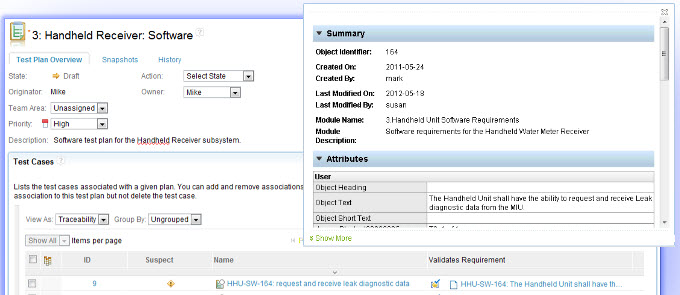 3: Handheld Receiver: Software
Test Plan Overview Snapshots History
State: Draft Action: Select State
Originator: Mike Owner: Mike
Team Area: Unassigned
Priority: High
Description: Software test plan for the Handheld Receiver subsystem.
Test Cases
Lists the test cases associated with a given plan. You can add and remove associations
association to this test plan but not delete the test case.
View As: Traceability Group By: Ungrouped
Show All Items per page
ID Suspect Name Validates Requirement
9 HHU-SW-164: request and receive leak diagnostic data HHU-SW-164: The Handheld Unit shall have th...
Summary
Object Identifier: 164
Created On: 2011-05-24
Created By: mark
Last Modified On: 2012-05-18
Last Modified By: susan
Module Name: 3.Handheld Unit Software Requirements
Module Description: Software requirements for the Handheld Water Meter Receiver
Attributes
User
Object Heading
Object Text The Handheld Unit shall have the ability to request and receive Leak
diagnostic data from the MIU.
Object Short Text
Show More